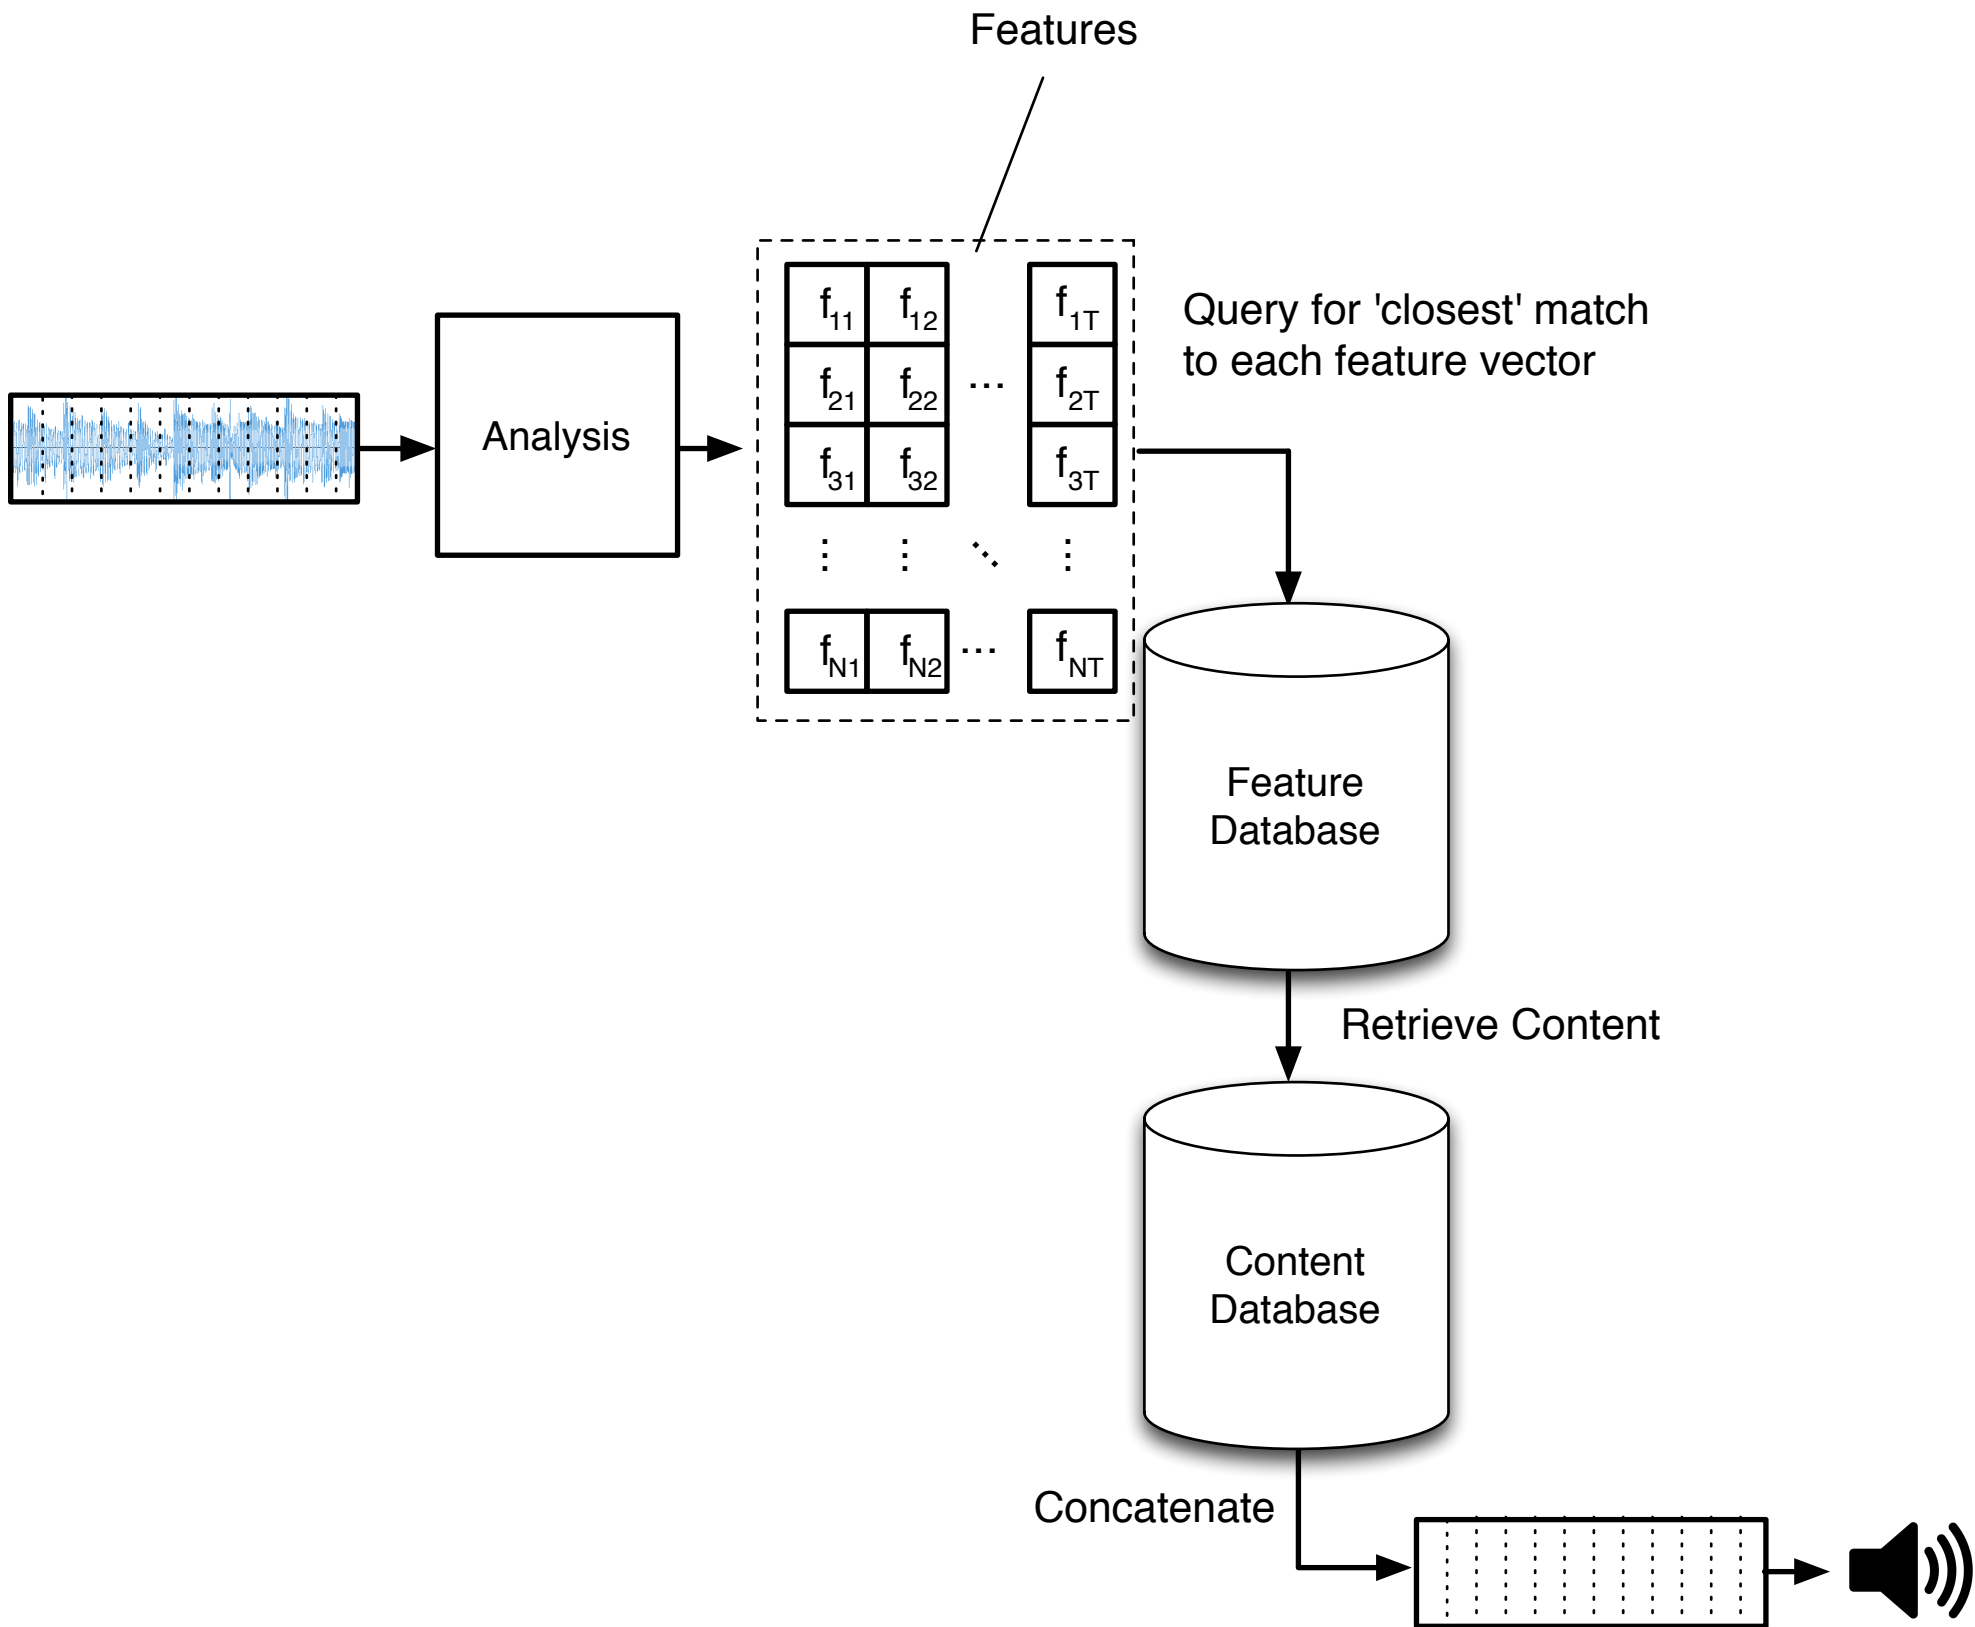 Features
f11 f12 f1T
f21 f22 ... f2T
f31 f32 f3T
fN1 fN2 ... fNT
Query for 'closest' match
to each feature vector
Analysis
Feature
Database
Retrieve Content
Content
Database
Concatenate